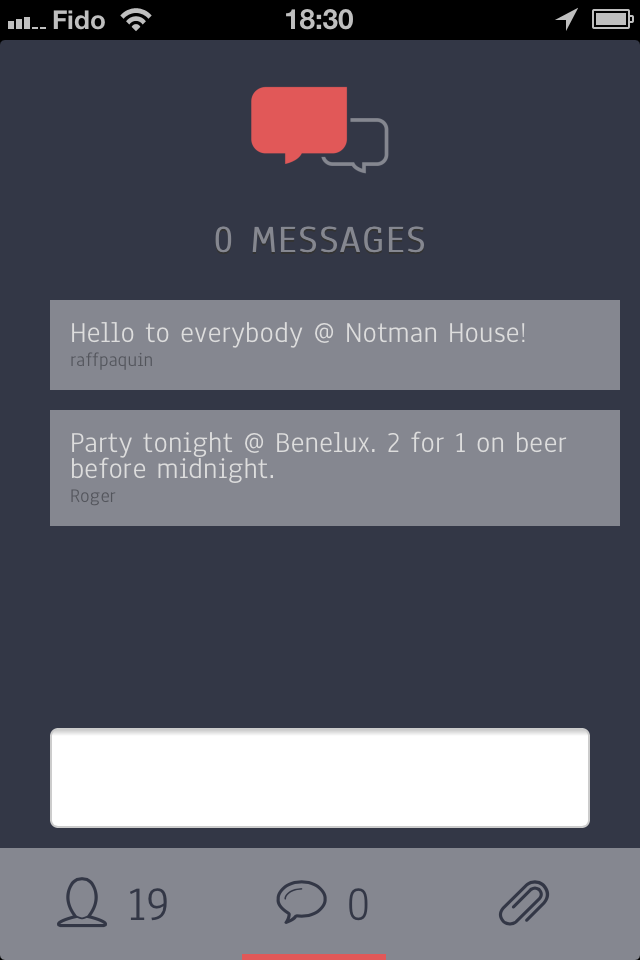 Fido 18:30
0 MESSAGES
Hello to everybody @ Notman House!
raffpaquin
Party tonight @ Benelux. 2 for 1 on beer
before midnight.
Roger
19 0